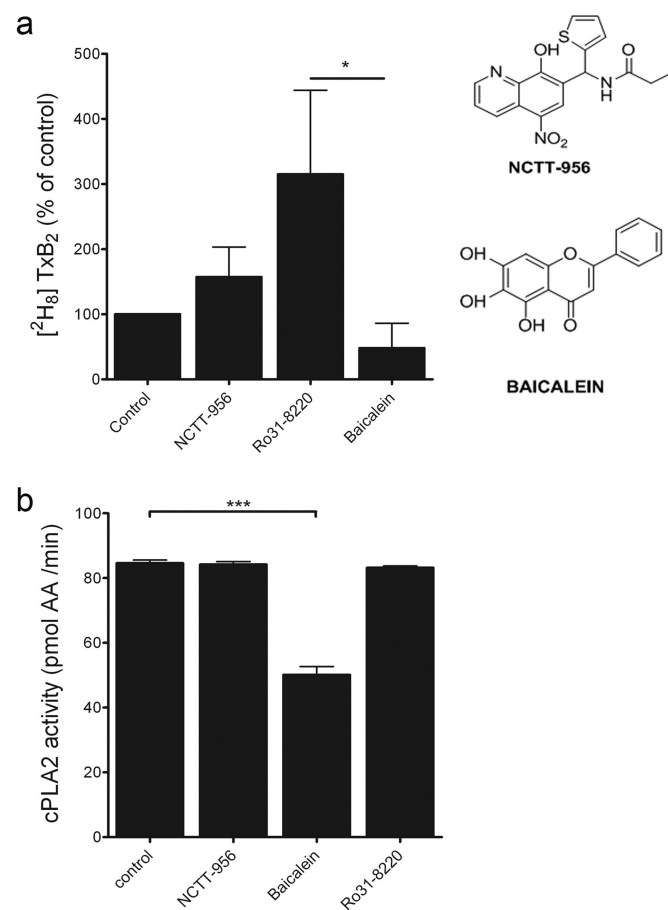 a
*
[²H₈] TxB₂ (% of control)
500
400
300
200
100
0
Control
NCTT-956
Ro31-8220
Baicalein
OH
S
O
N
N
H
NO₂
NCTT-956
OH
OH
OH
O
O
BAICALEIN
b
***
cPLA2 activity (pmol AA /min)
100
80
60
40
20
0
control
NCTT-956
Baicalein
Ro31-8220